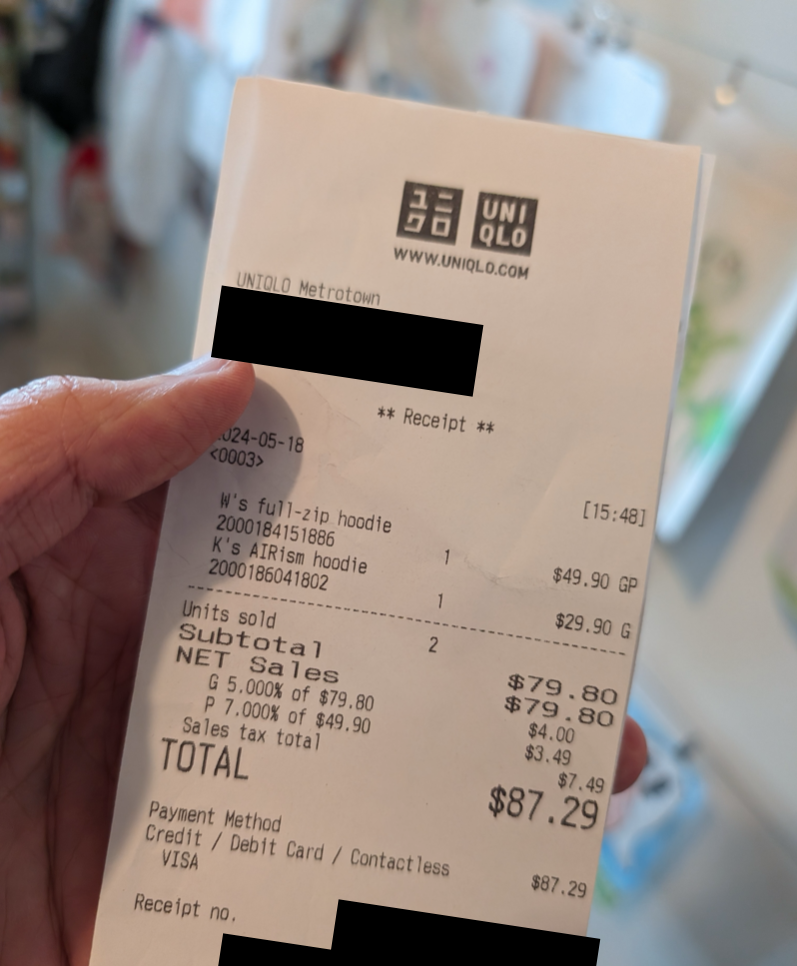 ユニ
クロ
UNI
QLO
WWW.UNIQLO.COM
UNIQLO Metrotown
** Receipt **
024-05-18
<0003> [15:48]
W's full-zip hoodie
2000184151886 1 $49.90 GP
K's AIRism hoodie
2000186041802 1 $29.90 G
Units sold 2
Subtotal $79.80
NET Sales $79.80
G 5.000% of $79.80 $4.00
P 7.000% of $49.90 $3.49
Sales tax total $7.49
TOTAL $87.29
Payment Method
Credit / Debit Card / Contactless
VISA $87.29
Receipt no.